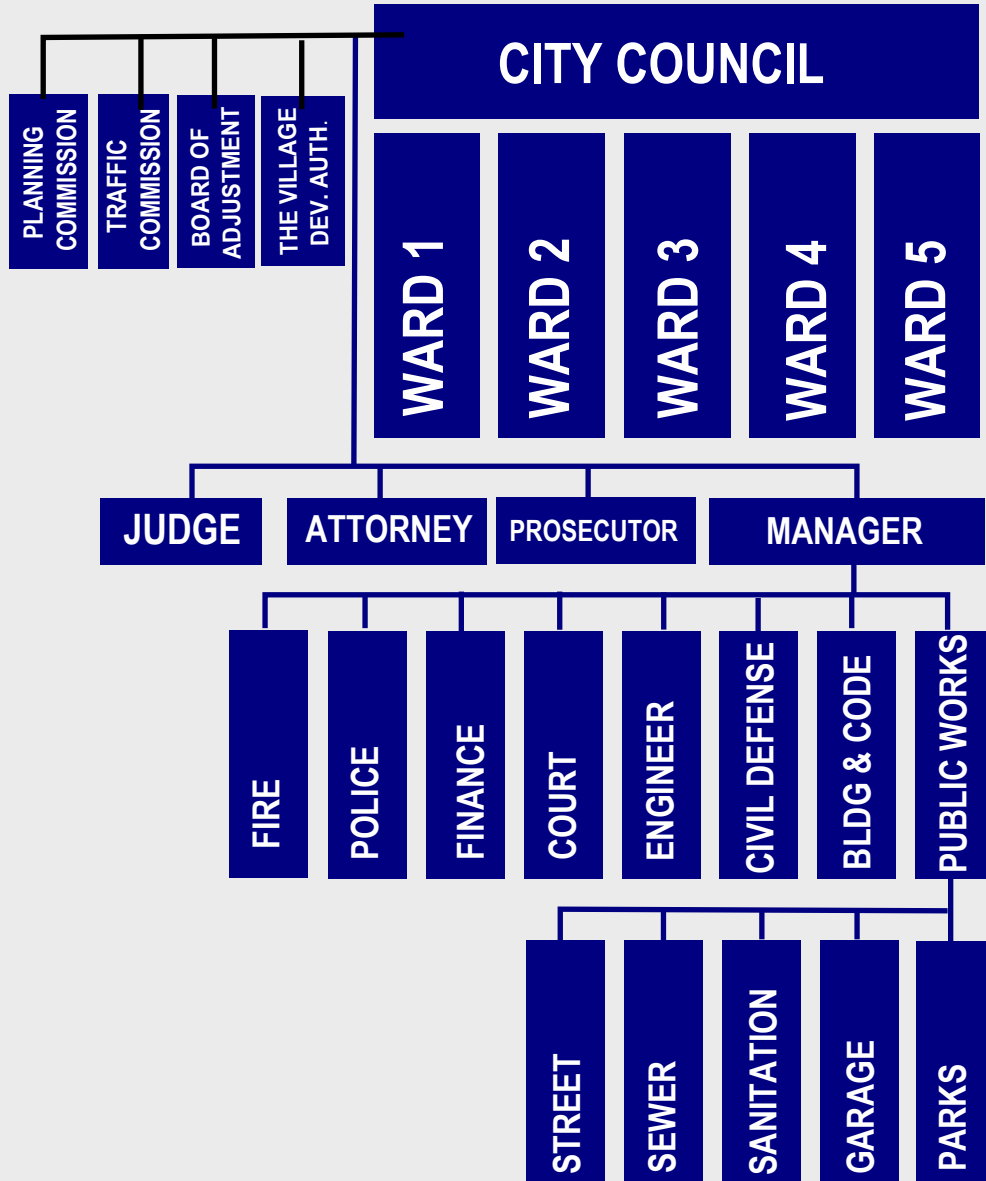 CITY COUNCIL
PLANNING
COMMISSION
TRAFFIC
COMMISSION
BOARD OF
ADJUSTMENT
THE VILLAGE
DEV. AUTH.
WARD 1
WARD 2
WARD 3
WARD 4
WARD 5
JUDGE
ATTORNEY
PROSECUTOR
MANAGER
FIRE
POLICE
FINANCE
COURT
ENGINEER
CIVIL DEFENSE
BLDG & CODE
PUBLIC WORKS
STREET
SEWER
SANITATION
GARAGE
PARKS